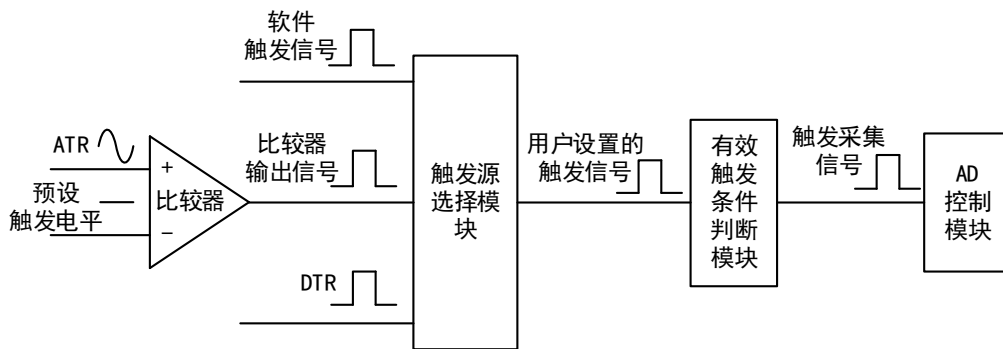 软件
触发信号
ATR
预设
触发电平
+
比较器
-
比较器
输出信号
DTR
触发源
选择模
块
用户设置的
触发信号
有效
触发
条件
判断
模块
触发采集
信号
AD
控制
模块